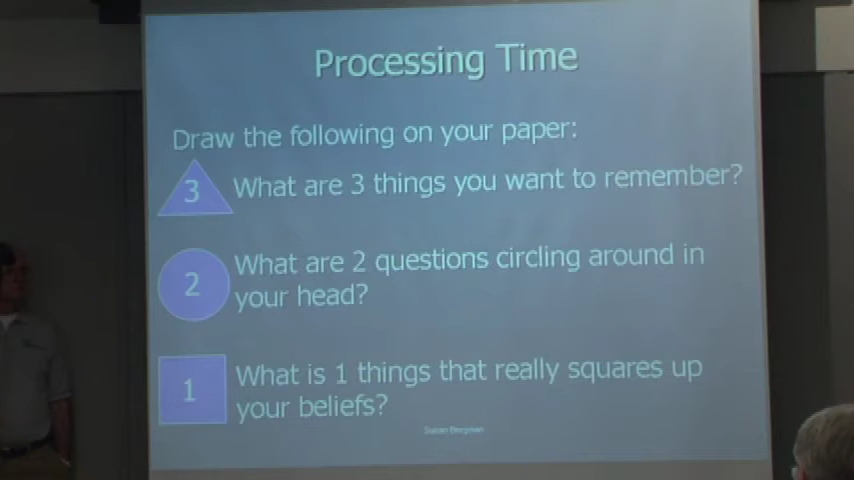 Processing Time
Draw the following on your paper:
3 What are 3 things you want to remember?
2 What are 2 questions circling around in
your head?
1 What is 1 things that really squares up
your beliefs?
Susan Bergman